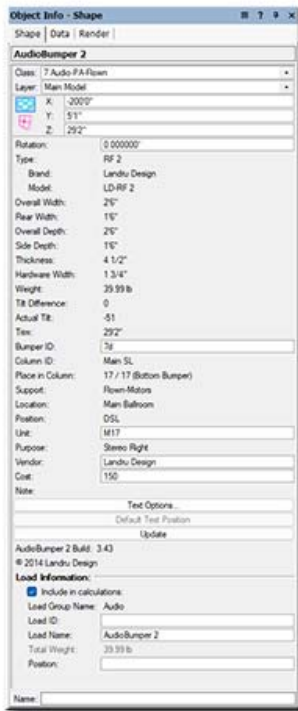 Object Info - Shape
Shape Data Render
AudioBumper 2
Class: 7 Audio-PA-Flown
Layer: Main Model
X: -200'0"
Y: 5'1"
Z: 29'2"
Rotation: 0.000000°
Type: RF 2
Brand: Landru Design
Model: LD-RF 2
Overall Width: 2'6"
Rear Width: 1'6"
Overall Depth: 2'6"
Side Depth: 1'6"
Thickness: 4 1/2"
Hardware Width: 1 3/4"
Weight: 39.99 lb
Tilt Difference: 0
Actual Tilt: -51
Trim: 29'2"
Bumper ID: 7d
Column ID: Main SL
Place in Column: 17 / 17 (Bottom Bumper)
Support: Flown-Motors
Location: Main Ballroom
Position: DSL
Unit: M17
Purpose: Stereo Right
Vendor: Landru Design
Cost: 150
Note:
Text Options...
Default Text Position
Update
AudioBumper 2 Build: 3.43
© 2014 Landru Design
Load Information:
Include in calculations:
Load Group Name: Audio
Load ID:
Load Name: AudioBumper 2
Total Weight: 39.99 lb
Position:
Name: